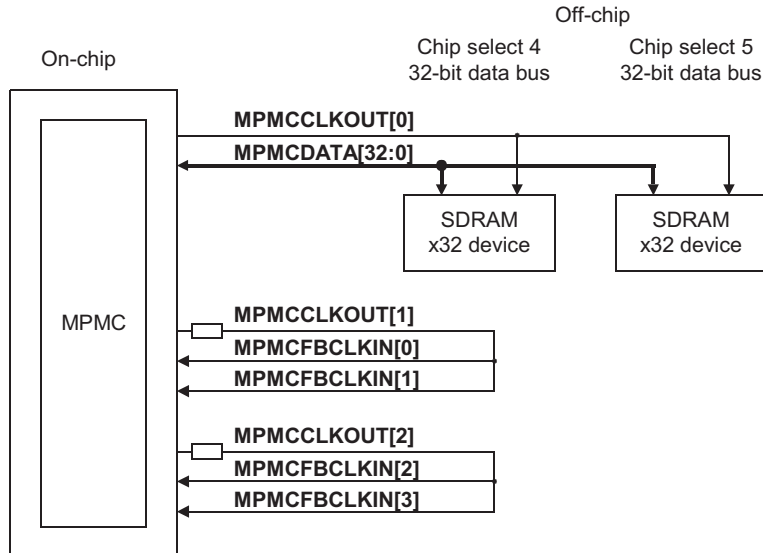 Off-chip
On-chip
Chip select 4
32-bit data bus
Chip select 5
32-bit data bus
MPMCCLKOUT[0]
MPMCDATA[32:0]
SDRAM
x32 device
SDRAM
x32 device
MPMC
MPMCCLKOUT[1]
MPMCFBCLKIN[0]
MPMCFBCLKIN[1]
MPMCCLKOUT[2]
MPMCFBCLKIN[2]
MPMCFBCLKIN[3]